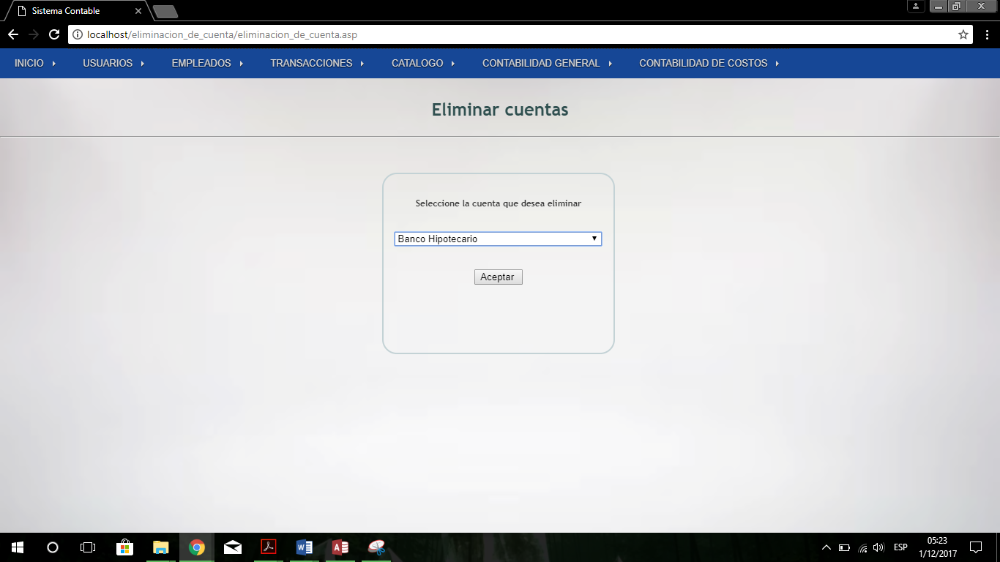 Sistema Contable
localhost/eliminacion_de_cuenta/eliminacion_de_cuenta.asp
INICIO USUARIOS EMPLEADOS TRANSACCIONES CATALOGO CONTABILIDAD GENERAL CONTABILIDAD DE COSTOS
Eliminar cuentas
Seleccione la cuenta que desea eliminar
Banco Hipotecario
Aceptar
ESP
05:23
1/12/2017